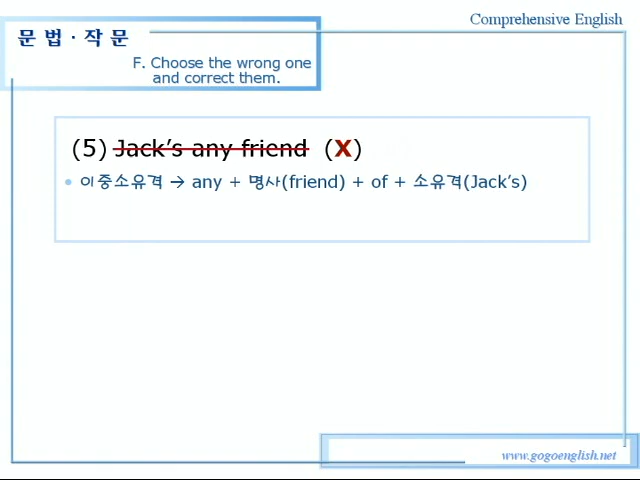 Comprehensive English
문 법 · 작 문
F. Choose the wrong one
and correct them.
(5) Jack's any friend (X)
• 이중소유격 → any + 명사(friend) + of + 소유격(Jack's)
www.gogoenglish.net